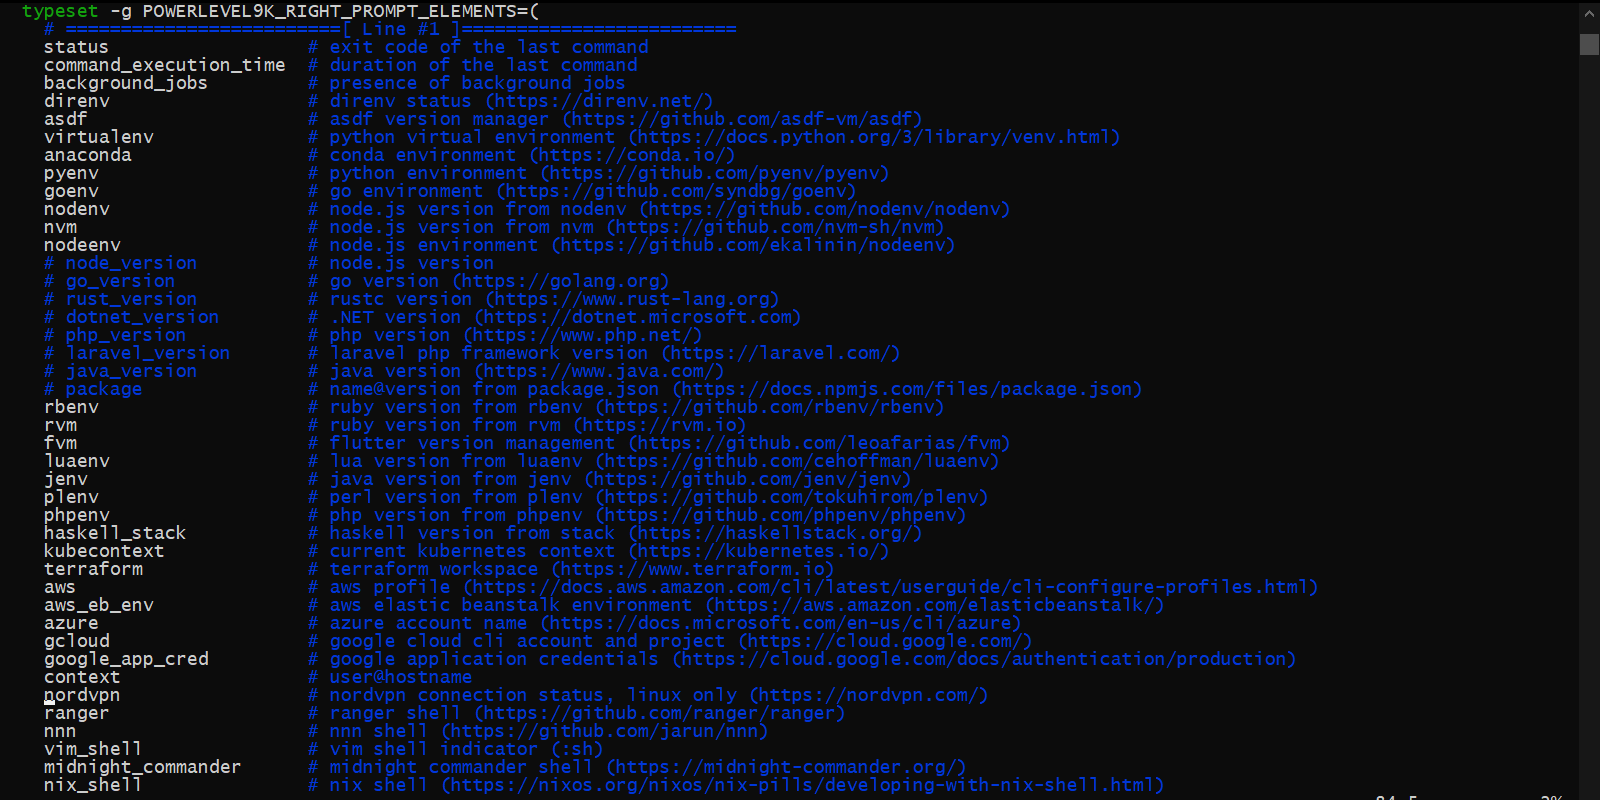 typeset -g POWERLEVEL9K_RIGHT_PROMPT_ELEMENTS=(
# =========================[ Line #1 ]=========================
status # exit code of the last command
command_execution_time # duration of the last command
background_jobs # presence of background jobs
direnv # direnv status (https://direnv.net/)
asdf # asdf version manager (https://github.com/asdf-vm/asdf)
virtualenv # python virtual environment (https://docs.python.org/3/library/venv.html)
anaconda # conda environment (https://conda.io/)
pyenv # python environment (https://github.com/pyenv/pyenv)
goenv # go environment (https://github.com/syndbg/goenv)
nodenv # node.js version from nodenv (https://github.com/nodenv/nodenv)
nvm # node.js version from nvm (https://github.com/nvm-sh/nvm)
nodeenv # node.js environment (https://github.com/ekalinin/nodeenv)
# node_version # node.js version
# go_version # go version (https://golang.org)
# rust_version # rustc version (https://www.rust-lang.org)
# dotnet_version # .NET version (https://dotnet.microsoft.com)
# php_version # php version (https://www.php.net/)
# laravel_version # laravel php framework version (https://laravel.com/)
# java_version # java version (https://www.java.com/)
# package # name@version from package.json (https://docs.npmjs.com/files/package.json)
rbenv # ruby version from rbenv (https://github.com/rbenv/rbenv)
rvm # ruby version from rvm (https://rvm.io)
fvm # flutter version management (https://github.com/leoafarias/fvm)
luaenv # lua version from luaenv (https://github.com/cehoffman/luaenv)
jenv # java version from jenv (https://github.com/jenv/jenv)
plenv # perl version from plenv (https://github.com/tokuhirom/plenv)
phpenv # php version from phpenv (https://github.com/phpenv/phpenv)
haskell_stack # haskell version from stack (https://haskellstack.org/)
kubecontext # current kubernetes context (https://kubernetes.io/)
terraform # terraform workspace (https://www.terraform.io)
aws # aws profile (https://docs.aws.amazon.com/cli/latest/userguide/cli-configure-profiles.html)
aws_eb_env # aws elastic beanstalk environment (https://aws.amazon.com/elasticbeanstalk/)
azure # azure account name (https://docs.microsoft.com/en-us/cli/azure)
gcloud # google cloud cli account and project (https://cloud.google.com/)
google_app_cred # google application credentials (https://cloud.google.com/docs/authentication/production)
context # user@hostname
nordvpn # nordvpn connection status, linux only (https://nordvpn.com/)
ranger # ranger shell (https://github.com/ranger/ranger)
nnn # nnn shell (https://github.com/jarun/nnn)
vim_shell # vim shell indicator (:sh)
midnight_commander # midnight commander shell (https://midnight-commander.org/)
nix_shell # nix shell (https://nixos.org/nixos/nix-pills/developing-with-nix-shell.html)